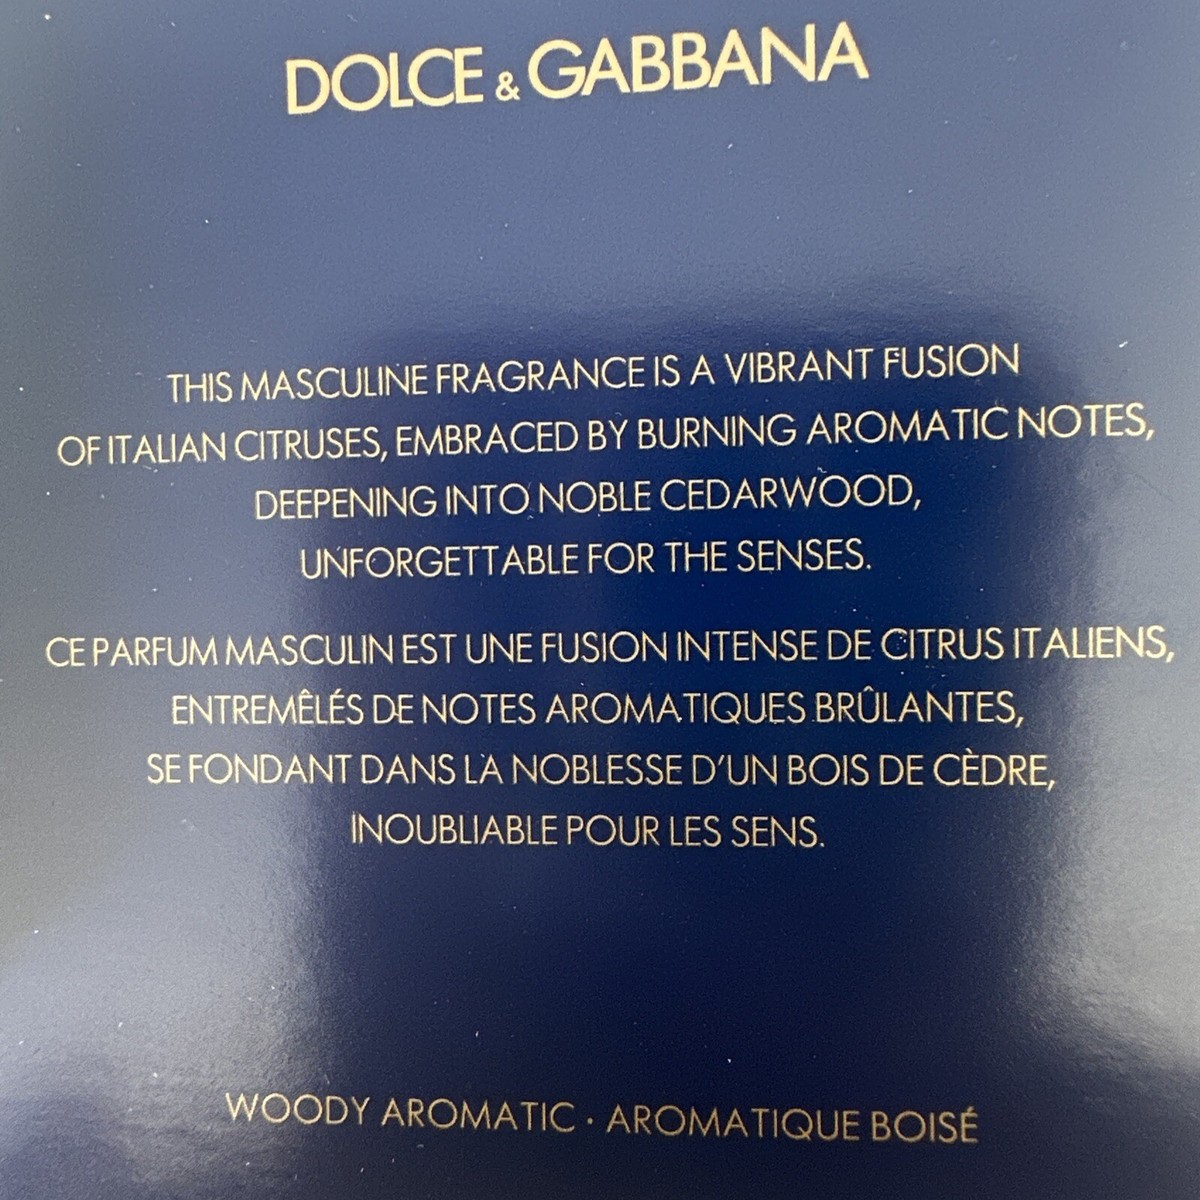 DOLCE & GABBANA
THIS MASCULINE FRAGRANCE IS A VIBRANT FUSION
OF ITALIAN CITRUSES, EMBRACED BY BURNING AROMATIC NOTES,
DEEPENING INTO NOBLE CEDARWOOD,
UNFORGETTABLE FOR THE SENSES.
CE PARFUM MASCULIN EST UNE FUSION INTENSE DE CITRUS ITALIENS,
ENTREMÊLÉS DE NOTES AROMATIQUES BRÛLANTES,
SE FONDANT DANS LA NOBLESSE D'UN BOIS DE CÈDRE,
INOUBLIABLE POUR LES SENS.
WOODY AROMATIC · AROMATIQUE BOISÉ